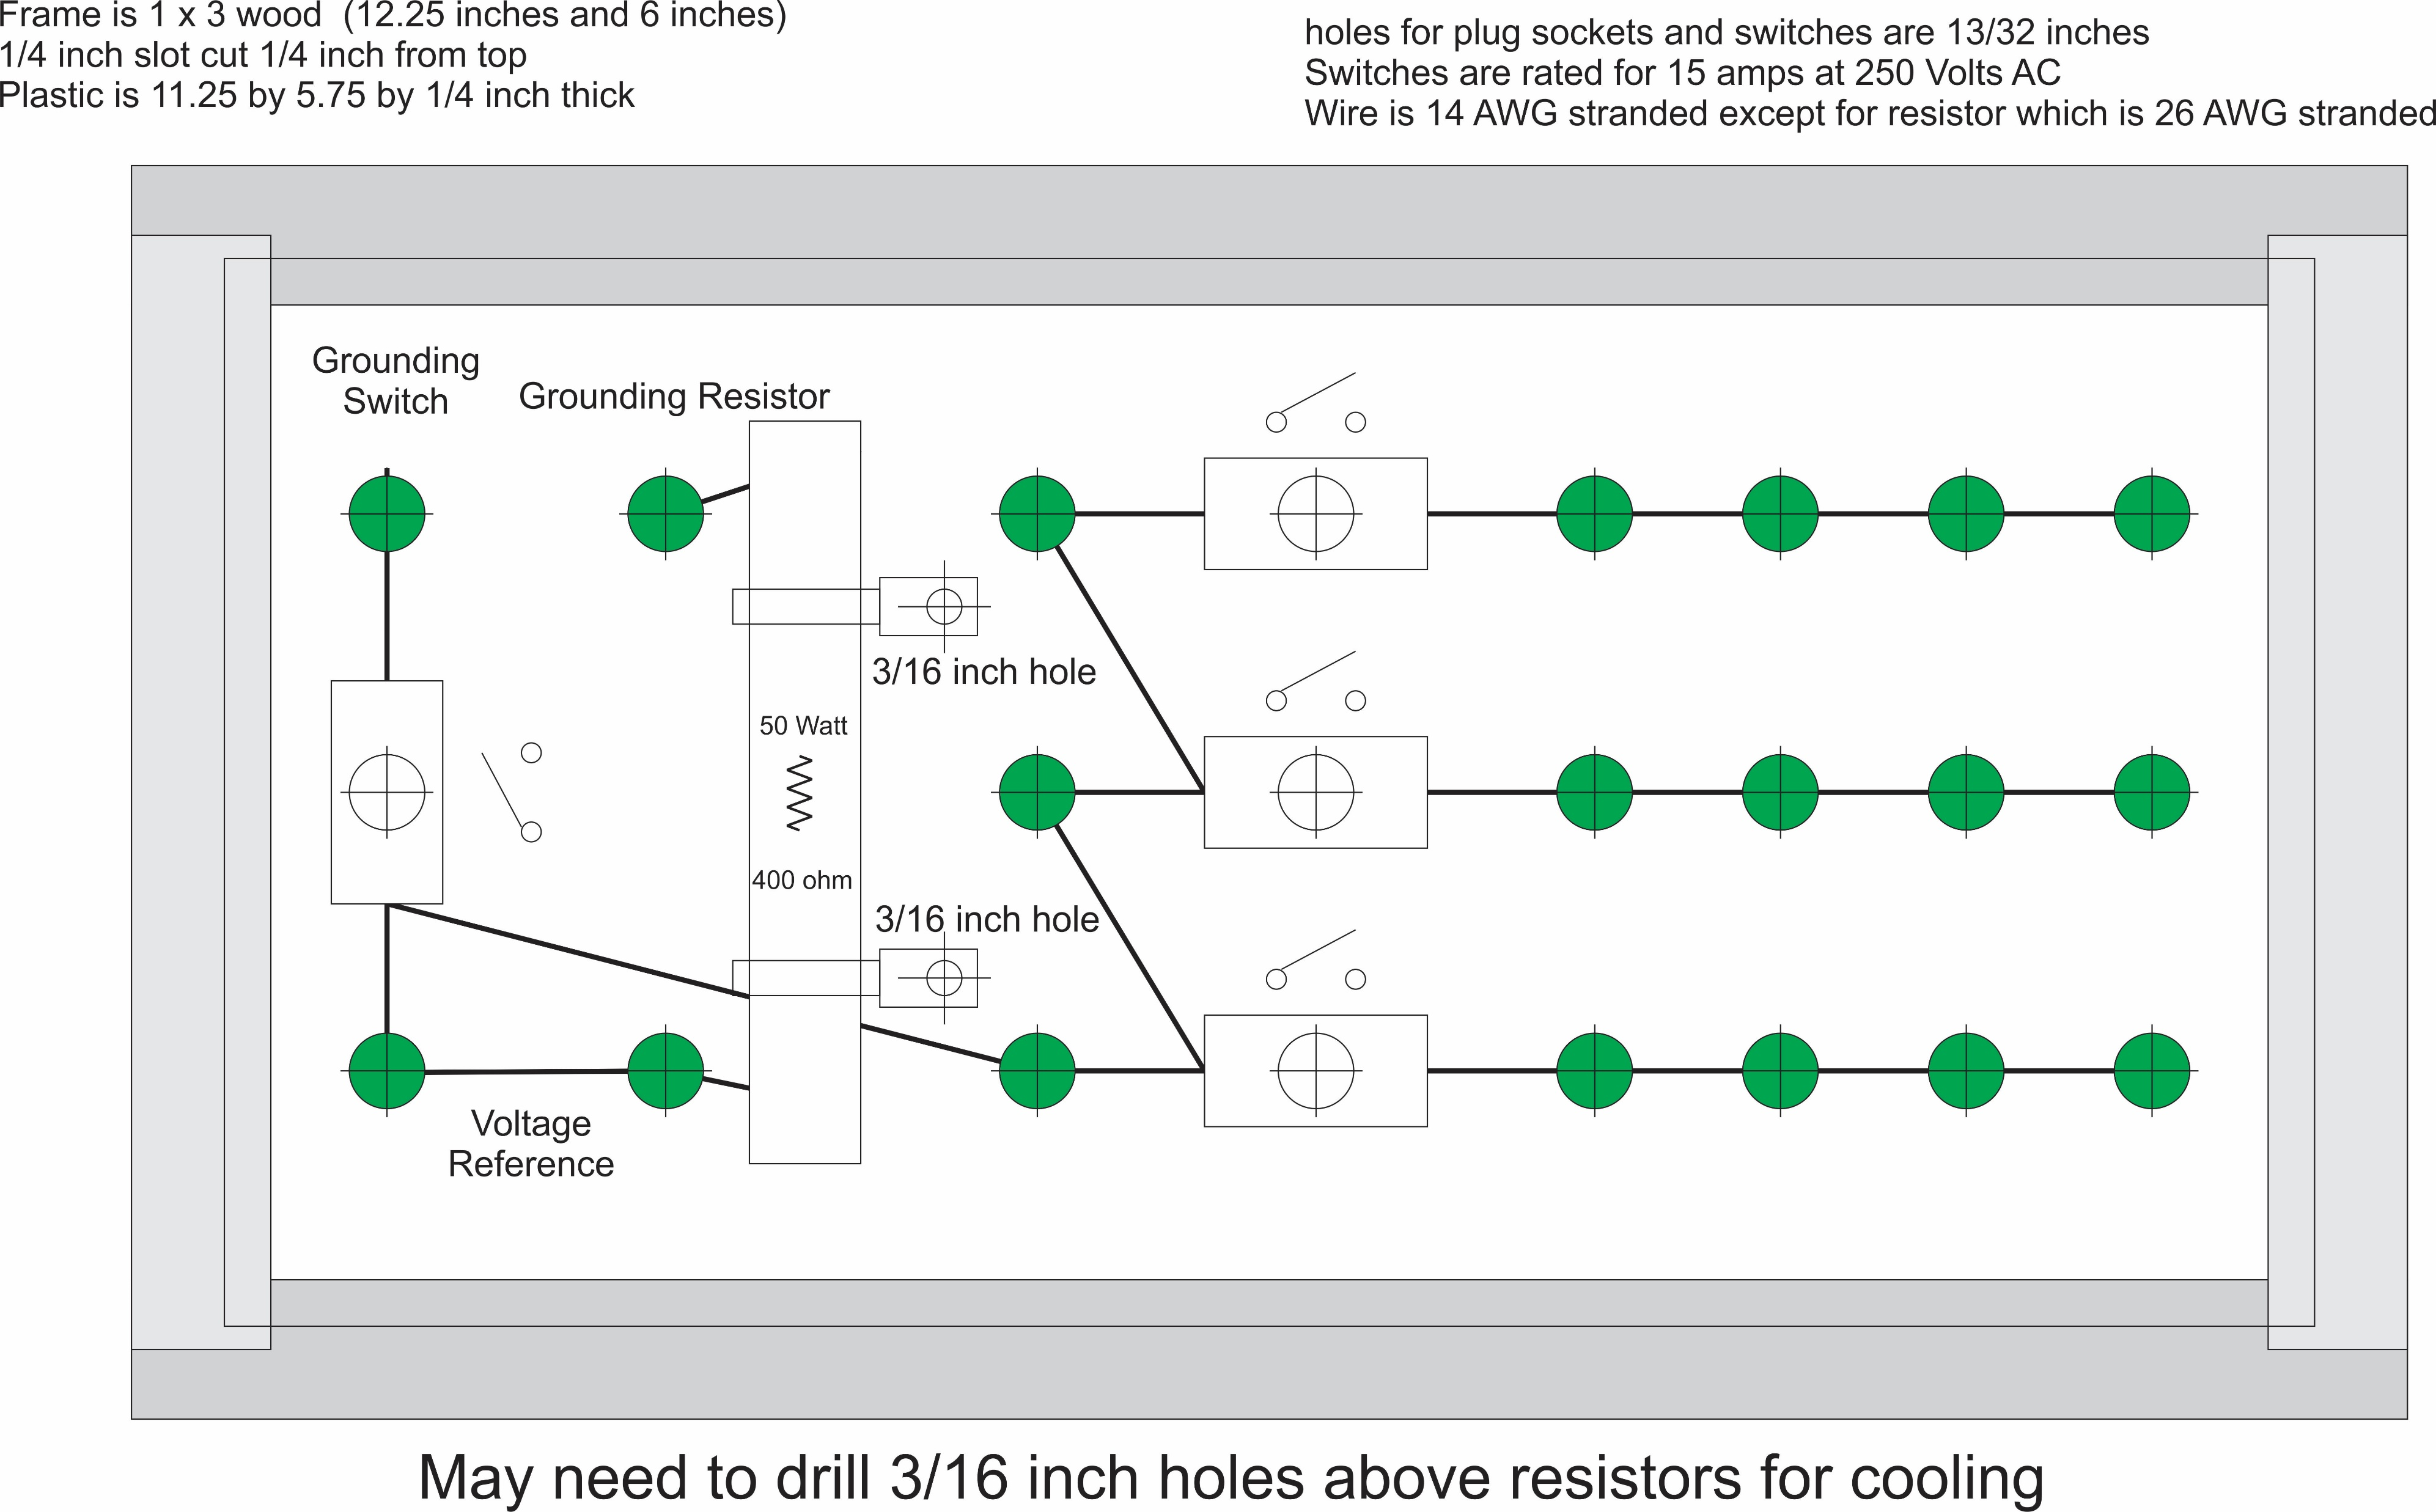 Frame is 1 x 3 wood  (12.25 inches and 6 inches)
1/4 inch slot cut 1/4 inch from top
Plastic is 11.25 by 5.75 by 1/4 inch thick
holes for plug sockets and switches are 13/32 inches
Switches are rated for 15 amps at 250 Volts AC
Wire is 14 AWG stranded except for resistor which is 26 AWG stranded
Grounding
Switch
Grounding Resistor
3/16 inch hole
50 Watt
400 ohm
3/16 inch hole
Voltage
Reference
May need to drill 3/16 inch holes above resistors for cooling